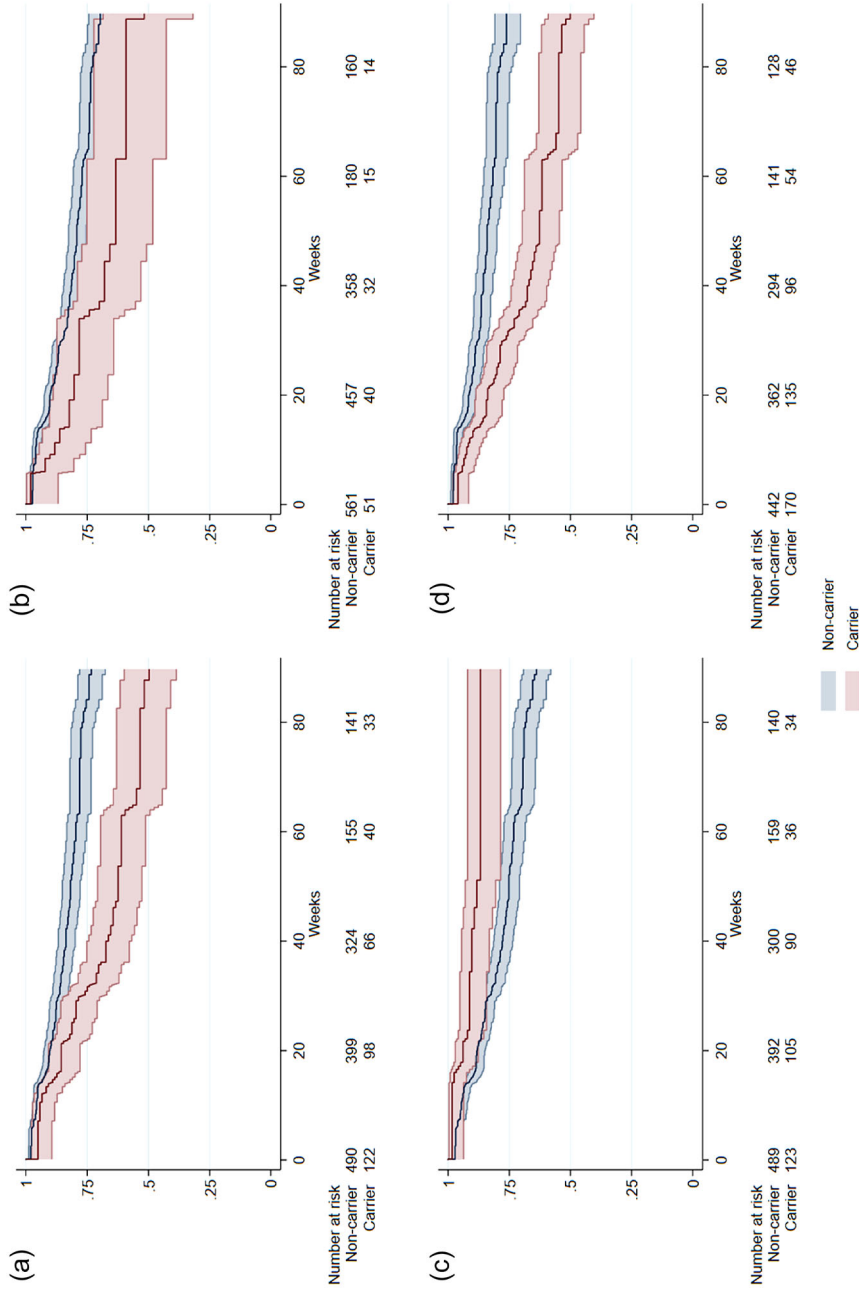 (a)
1
.75
.5
.25
0
0 20 40 60 80
Weeks
Number at risk
Non-carrier 490 399 324 155 141
Carrier 122 98 66 40 33
(b)
1
.75
.5
.25
0
0 20 40 60 80
Weeks
Number at risk
Non-carrier 561 457 358 180 160
Carrier 51 40 32 15 14
(c)
1
.75
.5
.25
0
0 20 40 60 80
Weeks
Number at risk
Non-carrier 489 392 300 159 140
Carrier 123 105 90 36 34
(d)
1
.75
.5
.25
0
0 20 40 60 80
Weeks
Number at risk
Non-carrier 442 362 294 141 128
Carrier 170 135 96 54 46
Non-carrier
Carrier